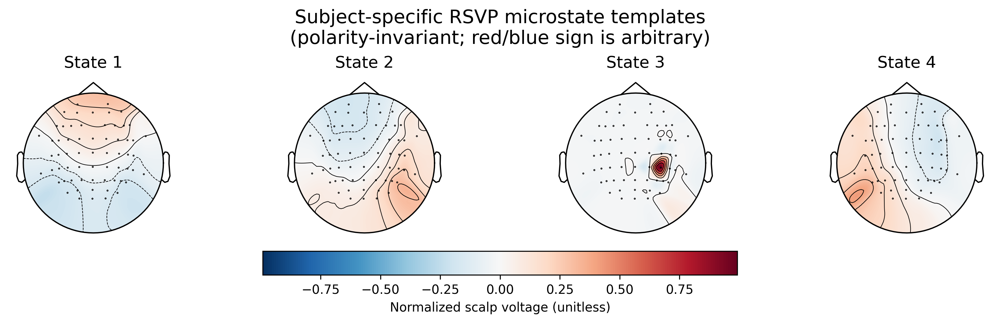 Subject-specific RSVP microstate templates
(polarity-invariant; red/blue sign is arbitrary)
State 1
State 2
State 3
State 4
−0.75
−0.50
−0.25
0.00
0.25
0.50
0.75
Normalized scalp voltage (unitless)